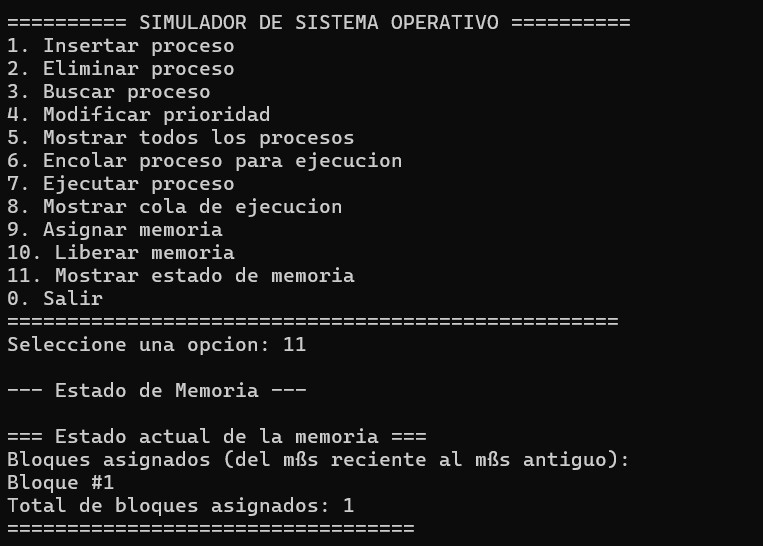 ========== SIMULADOR DE SISTEMA OPERATIVO ==========
1. Insertar proceso
2. Eliminar proceso
3. Buscar proceso
4. Modificar prioridad
5. Mostrar todos los procesos
6. Encolar proceso para ejecucion
7. Ejecutar proceso
8. Mostrar cola de ejecucion
9. Asignar memoria
10. Liberar memoria
11. Mostrar estado de memoria
0. Salir
===================================================
Seleccione una opcion: 11
--- Estado de Memoria ---
=== Estado actual de la memoria ===
Bloques asignados (del mßs reciente al mßs antiguo):
Bloque #1
Total de bloques asignados: 1
==================================